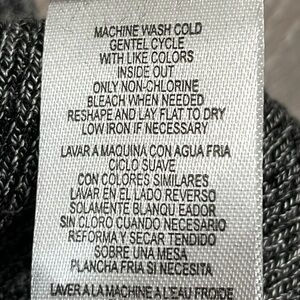 MACHINE WASH COLD
GENTEL CYCLE
WITH LIKE COLORS
INSIDE OUT
ONLY NON-CHLORINE
BLEACH WHEN NEEDED
RESHAPE AND LAY FLAT TO DRY
LOW IRON IF NECESSARY
LAVAR A MAQUINA CON AGUA FRIA
CICLO SUAVE
CON COLORES SIMILARES
LAVAR EN EL LADO REVERSO
SOLAMENTE BLANQU EADOR
SIN CLORO CUANDO NECESARIO
REFORMA Y SECAR TENDIDO
SOBRE UNA MESA
PLANCHA FRIA SI NECESITA
LAVER A LA MACHINE A L'EAU FROIDE